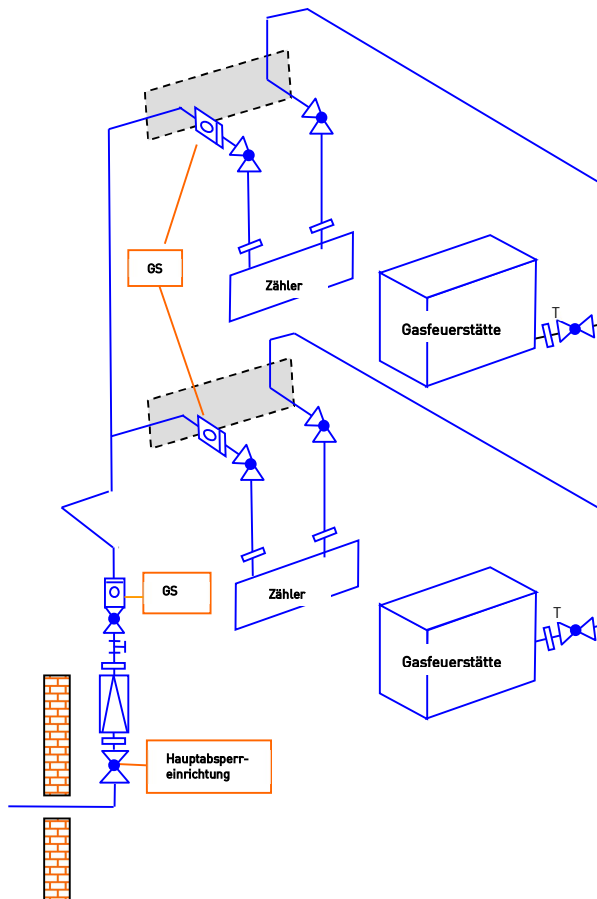 GS
Zähler
T
Gasfeuerstätte
GS
Zähler
T
Gasfeuerstätte
Hauptabsperr-
einrichtung